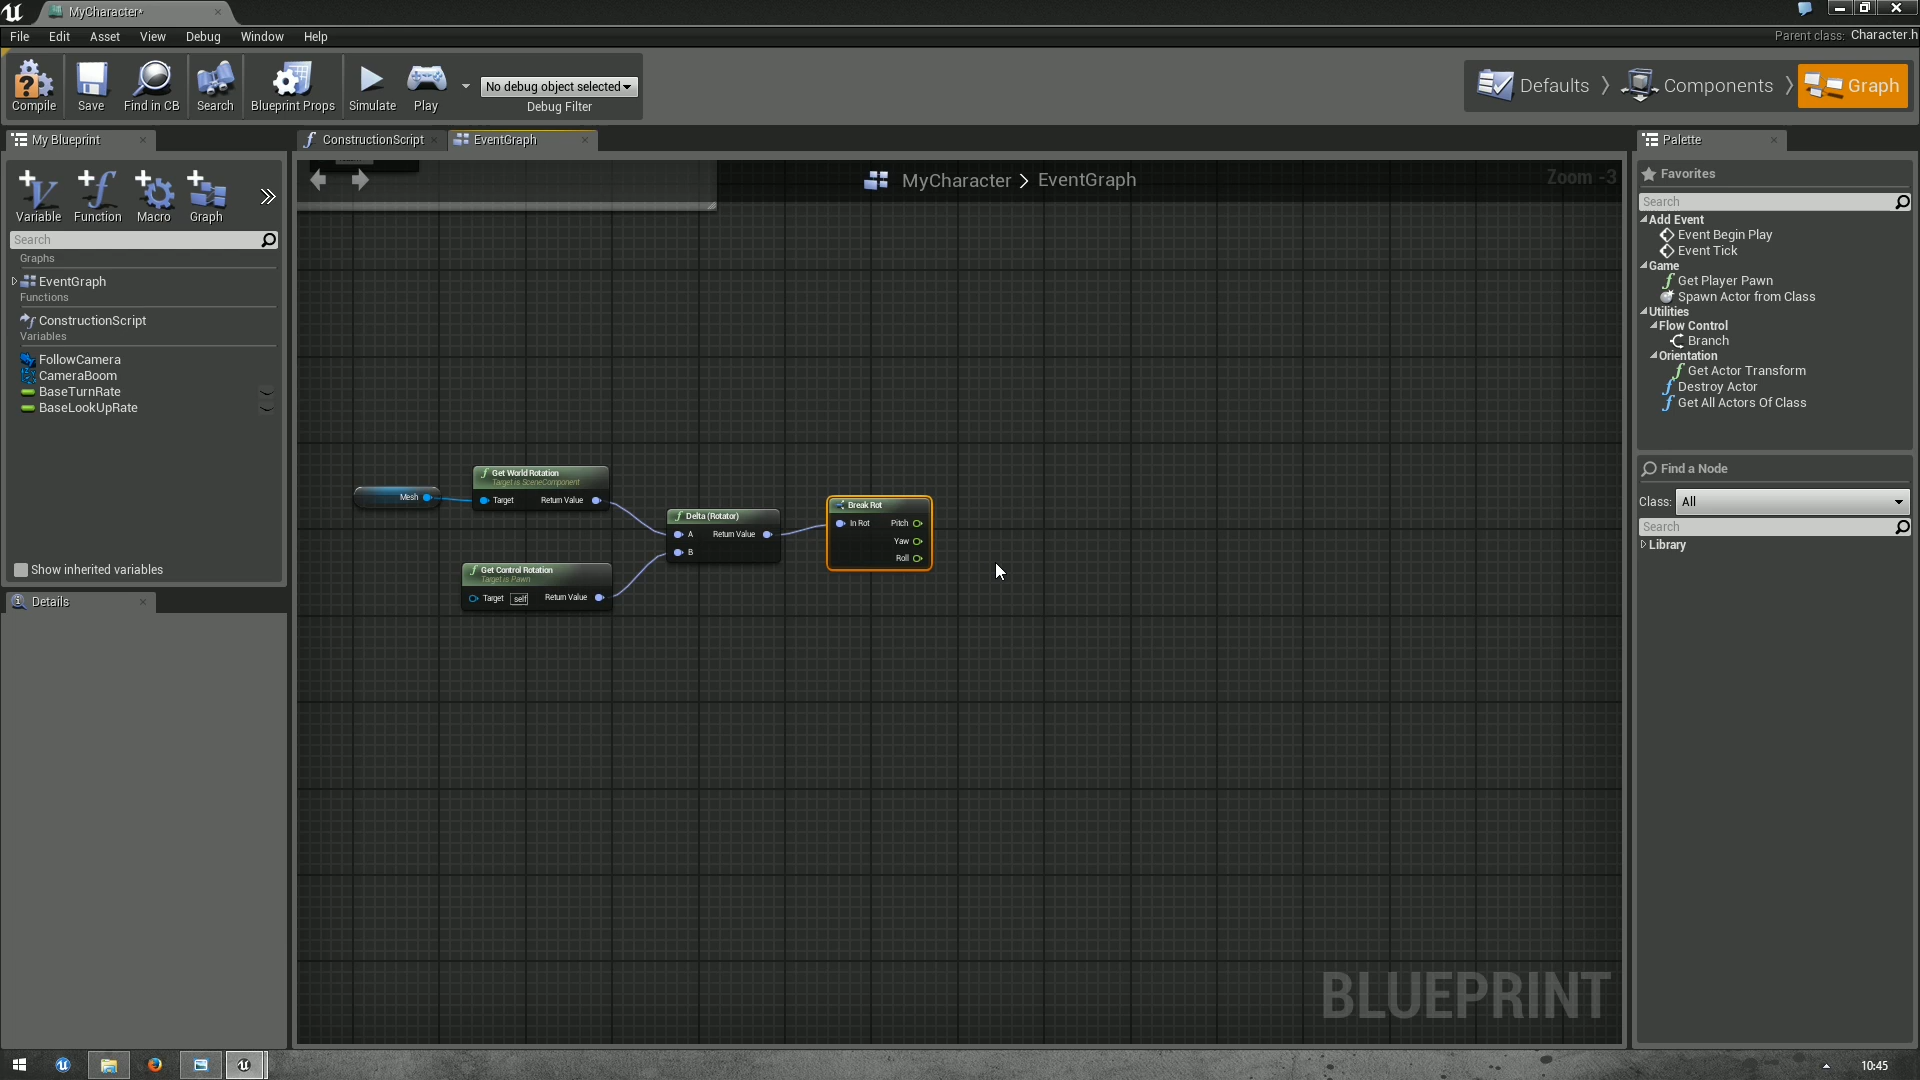 MyCharacter*
File Edit Asset View Debug Window Help
Parent class: Character.h
Compile Save Find in CB Search Blueprint Props Simulate Play
No debug object selected
Debug Filter
Defaults Components Graph
My Blueprint
ConstructionScript EventGraph
Palette
Variable Function Macro Graph
Search
Graphs
EventGraph
Functions
ConstructionScript
Variables
FollowCamera
CameraBoom
BaseTurnRate
BaseLookUpRate
Show inherited variables
Details
MyCharacter > EventGraph
Zoom -3
Mesh
Get World Rotation
Target is SceneComponent
Target Return Value
Get Control Rotation
Target is Pawn
Target self Return Value
Delta (Rotator)
A Return Value
B
Break Rot
In Rot Pitch
Yaw
Roll
BLUEPRINT
Favorites
Search
Add Event
Event Begin Play
Event Tick
Game
Get Player Pawn
Spawn Actor from Class
Utilities
Flow Control
Branch
Orientation
Get Actor Transform
Destroy Actor
Get All Actors Of Class
Find a Node
Class: All
Search
Library
10:45